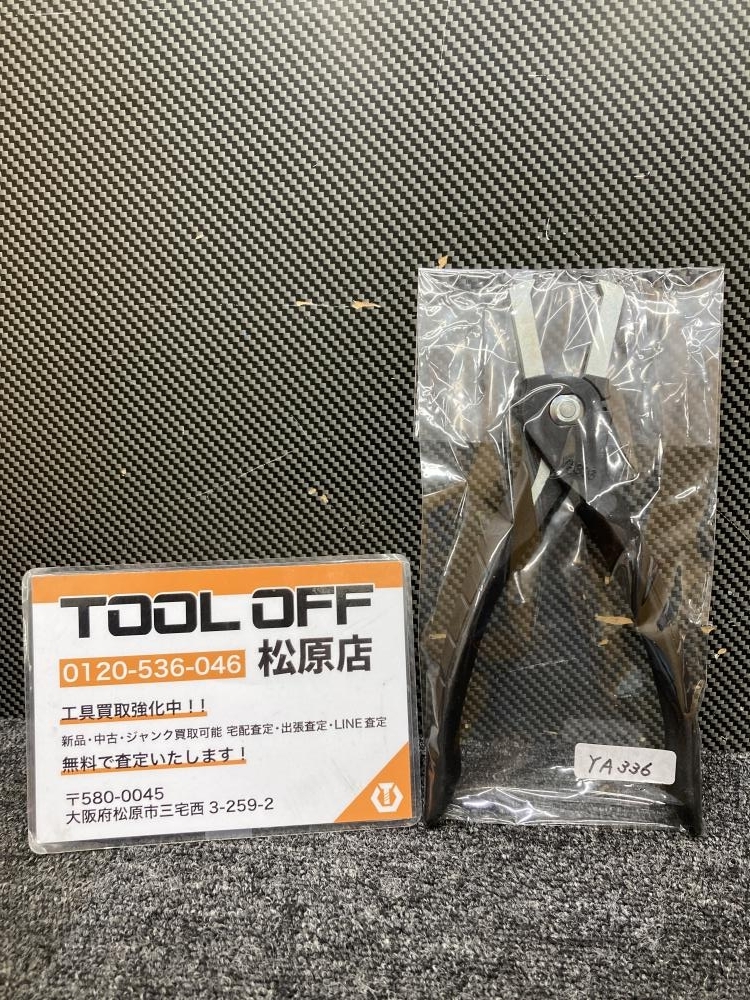 TOOL OFF
0120-536-046 松原店
工具買取強化中！！
新品・中古・ジャンク買取可能 宅配査定・出張査定・LINE査定
無料で査定いたします！
〒580-0045
大阪府松原市三宅西 3-259-2
YA336